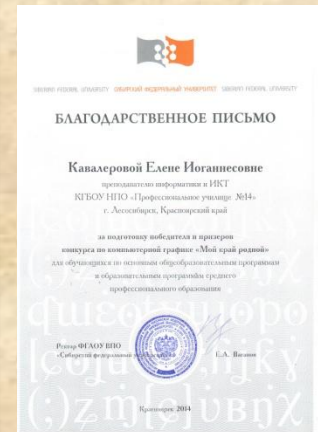 SIBERIAN FEDERAL UNIVERSITY СИБИРСКИЙ ФЕДЕРАЛЬНЫЙ УНИВЕРСИТЕТ SIBERIAN FEDERAL UNIVERSITY
БЛАГОДАРСТВЕННОЕ ПИСЬМО
Кавалеровой Елене Иоганнесовне
преподавателю информатики и ИКТ
КГБОУ НПО «Профессиональное училище №14»
г. Лесосибирск, Красноярский край
за подготовку победителя и призеров
конкурса по компьютерной графике «Мой край родной»
для обучающихся по основным общеобразовательным программам
и образовательным программам среднего
профессионального образования
Ректор ФГАОУ ВПО
«Сибирский федеральный университет»
Е.А. Ваганов
Красноярск 2014